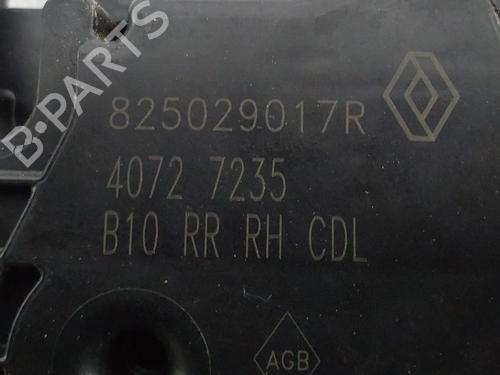 B-PARTS
825029017R
4072 7235
B10 RR RH CDL
AGB